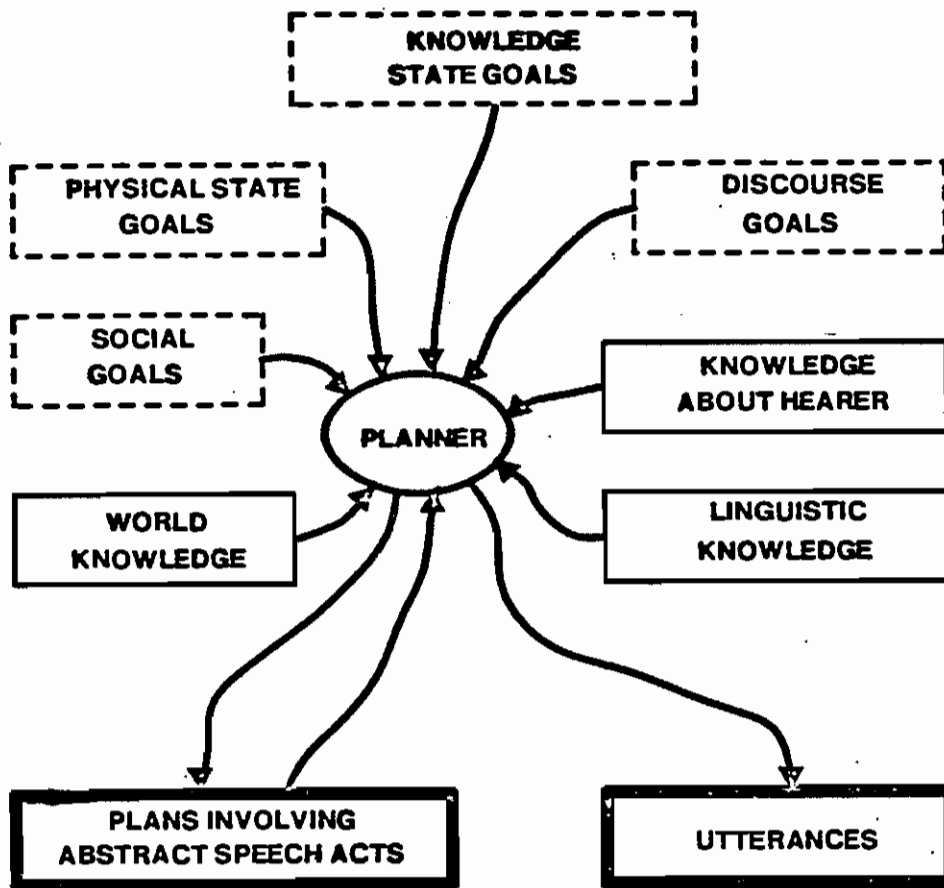 KNOWLEDGE
STATE GOALS
PHYSICAL STATE
GOALS
DISCOURSE
GOALS
SOCIAL
GOALS
KNOWLEDGE
ABOUT HEARER
PLANNER
WORLD
KNOWLEDGE
LINGUISTIC
KNOWLEDGE
PLANS INVOLVING
ABSTRACT SPEECH ACTS
UTTERANCES